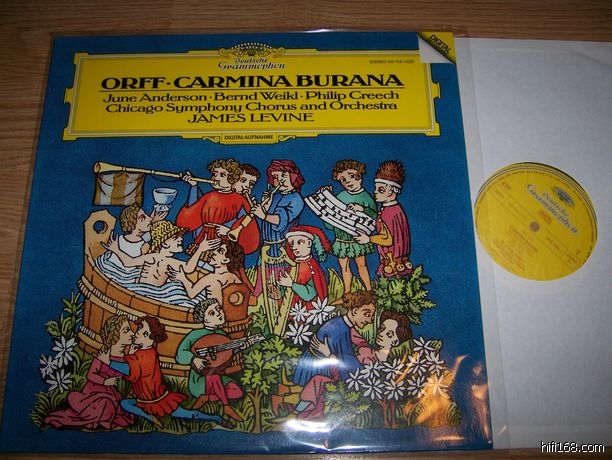 Deutsche
Grammophon
STEREO
DIGITAL
ORFF · CARMINA BURANA
June Anderson · Bernd Weikl · Philip Creech
Chicago Symphony Chorus and Orchestra
JAMES LEVINE
DIGITAL-AUFNAHME
Deutsche
Grammophon
hifi168.com